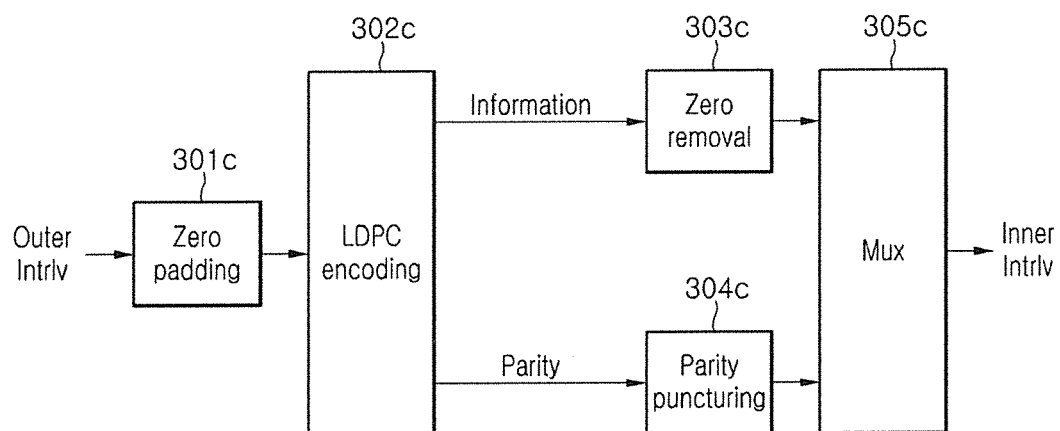 302c
303c
305c
Information
Zero
removal
301c
Outer
Intrlv
Zero
padding
LDPC
encoding
Mux
Inner
Intrlv
304c
Parity
Parity
puncturing